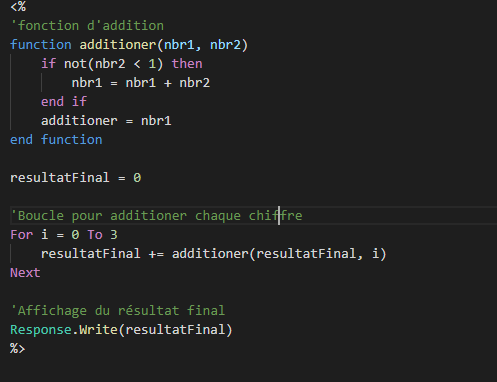 <%
'fonction d'addition
function additioner(nbr1, nbr2)
    if not(nbr2 < 1) then
        nbr1 = nbr1 + nbr2
    end if
    additioner = nbr1
end function

resultatFinal = 0

'Boucle pour additioner chaque chiffre
For i = 0 To 3
    resultatFinal += additioner(resultatFinal, i)
Next

'Affichage du résultat final
Response.Write(resultatFinal)
%>